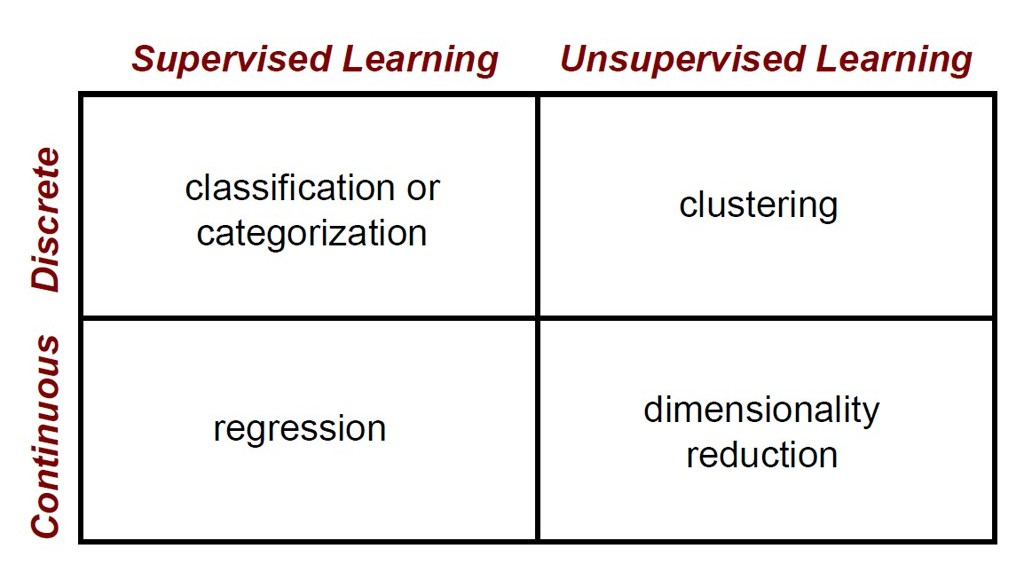 Supervised Learning
Unsupervised Learning
Discrete
classification or
categorization
clustering
Continuous
regression
dimensionality
reduction